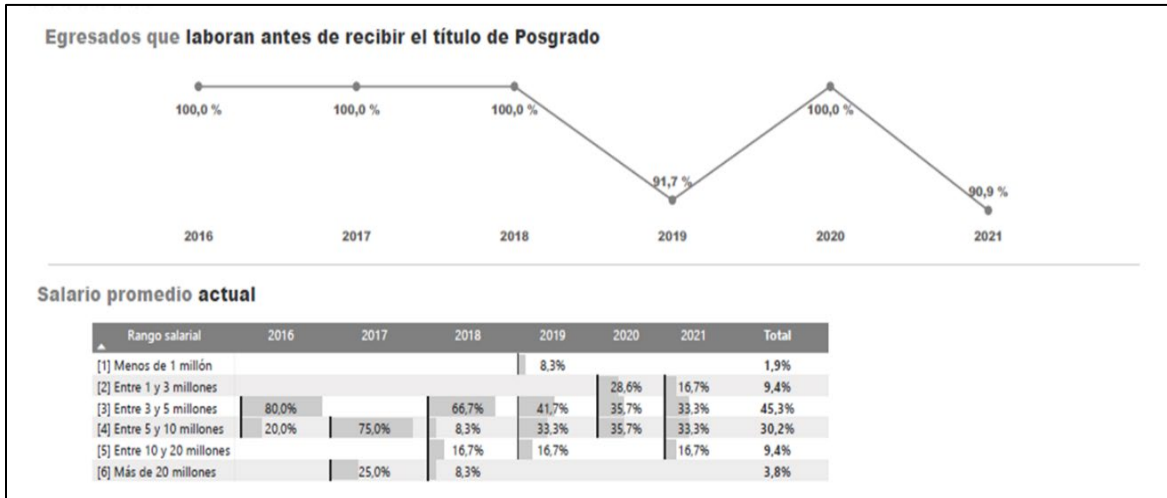 Egresados que laboran antes de recibir el título de Posgrado
100,0 % 100,0 % 100,0 % 91,7 % 100,0 % 90,9 %
2016 2017 2018 2019 2020 2021
Salario promedio actual
Rango salarial 2016 2017 2018 2019 2020 2021 Total
[1] Menos de 1 millón 8,3% 1,9%
[2] Entre 1 y 3 millones 28,6% 16,7% 9,4%
[3] Entre 3 y 5 millones 80,0% 66,7% 41,7% 35,7% 33,3% 45,3%
[4] Entre 5 y 10 millones 20,0% 75,0% 8,3% 33,3% 35,7% 33,3% 30,2%
[5] Entre 10 y 20 millones 16,7% 16,7% 16,7% 9,4%
[6] Más de 20 millones 25,0% 8,3% 3,8%